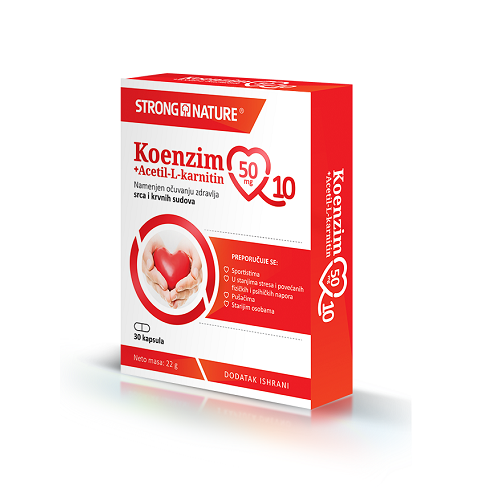 STRONG NATURE®
Koenzim
+Acetil-L-karnitin
50
mg
10
Namenjen očuvanju zdravlja
srca i krvnih sudova
PREPORUČUJE SE:
Sportistima
U stanjima stresa i povećanih
fizičkih i psihičkih napora
Pušačima
Starijim osobama
30 kapsula
Neto masa: 22 g
DODATAK ISHRANI
Koenzim
+Acetil-L-karnitin
50
mg
10